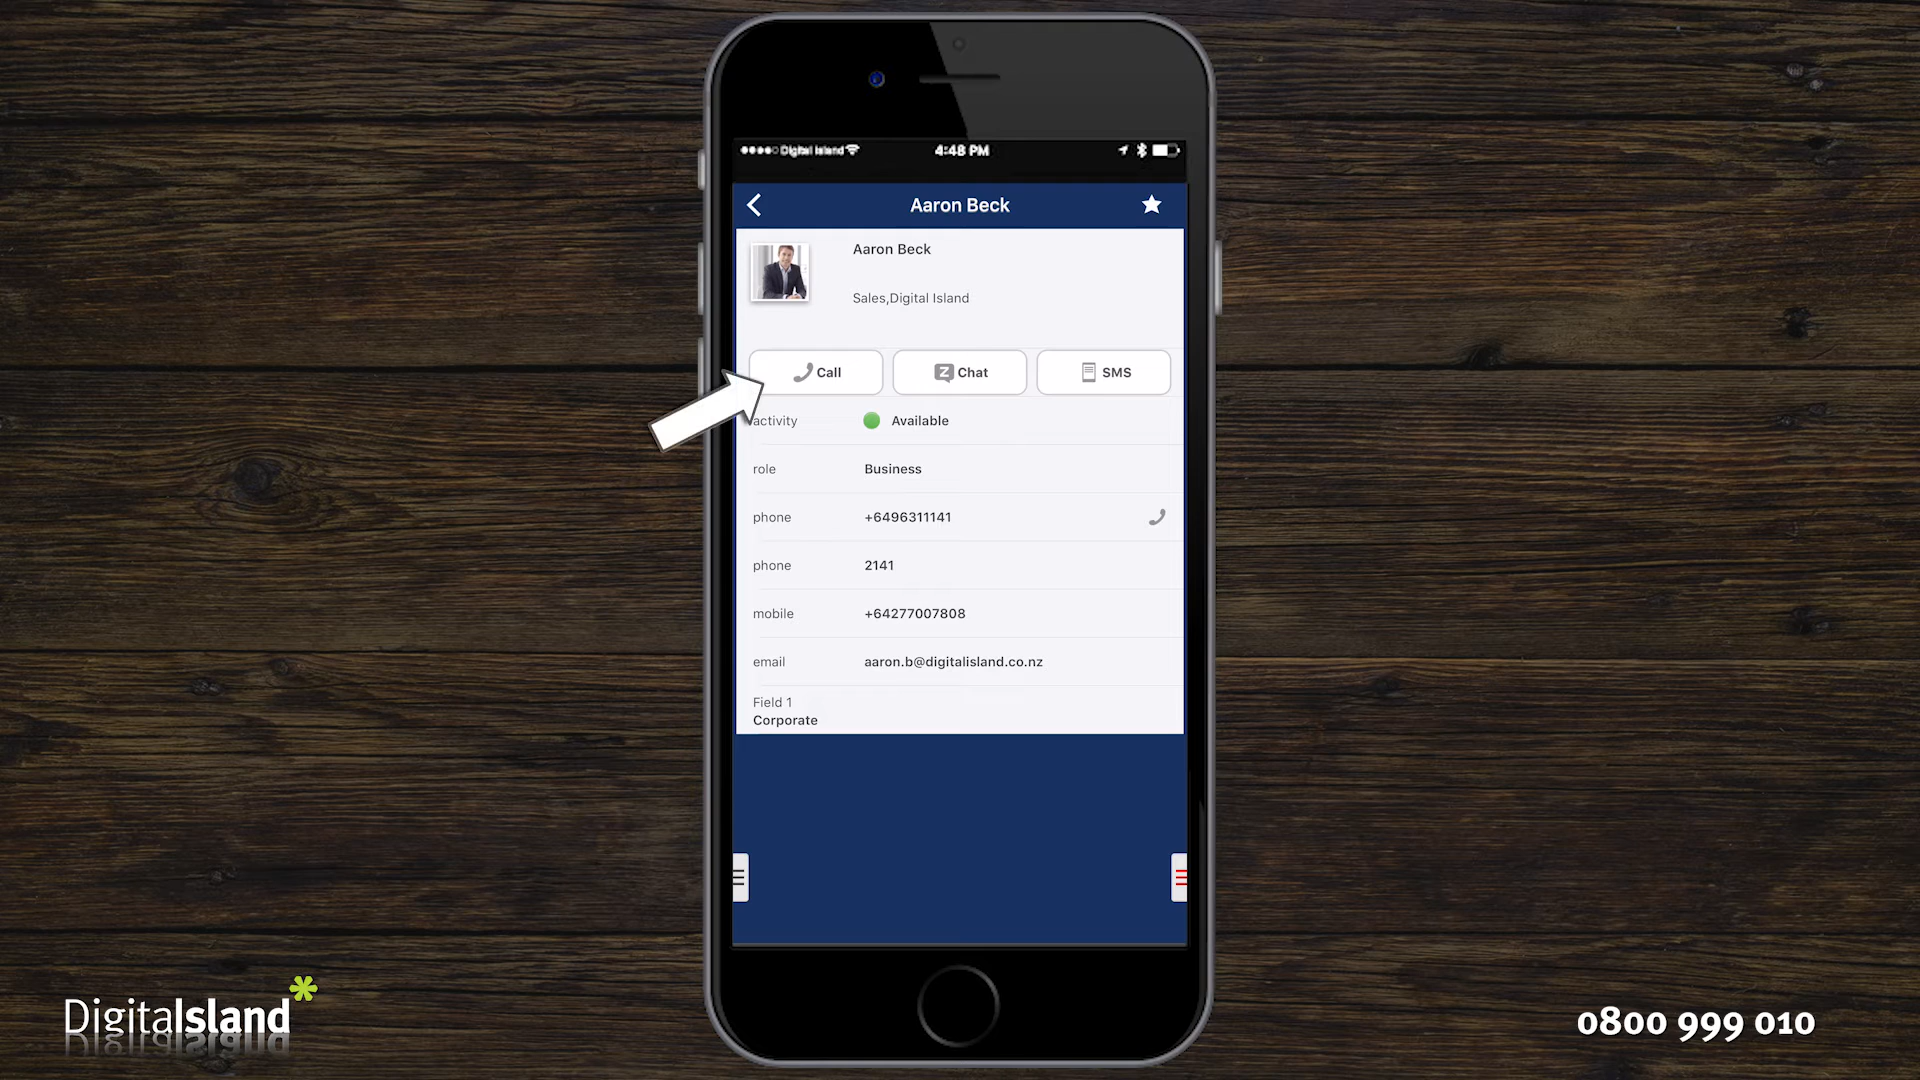 Digital Island
4:48 PM
Aaron Beck
Aaron Beck
Sales,Digital Island
Call
Z Chat
SMS
activity
Available
role
Business
phone
+6496311141
phone
2141
mobile
+64277007808
email
aaron.b@digitalisland.co.nz
Field 1
Corporate
DigitalIsland*
0800 999 010